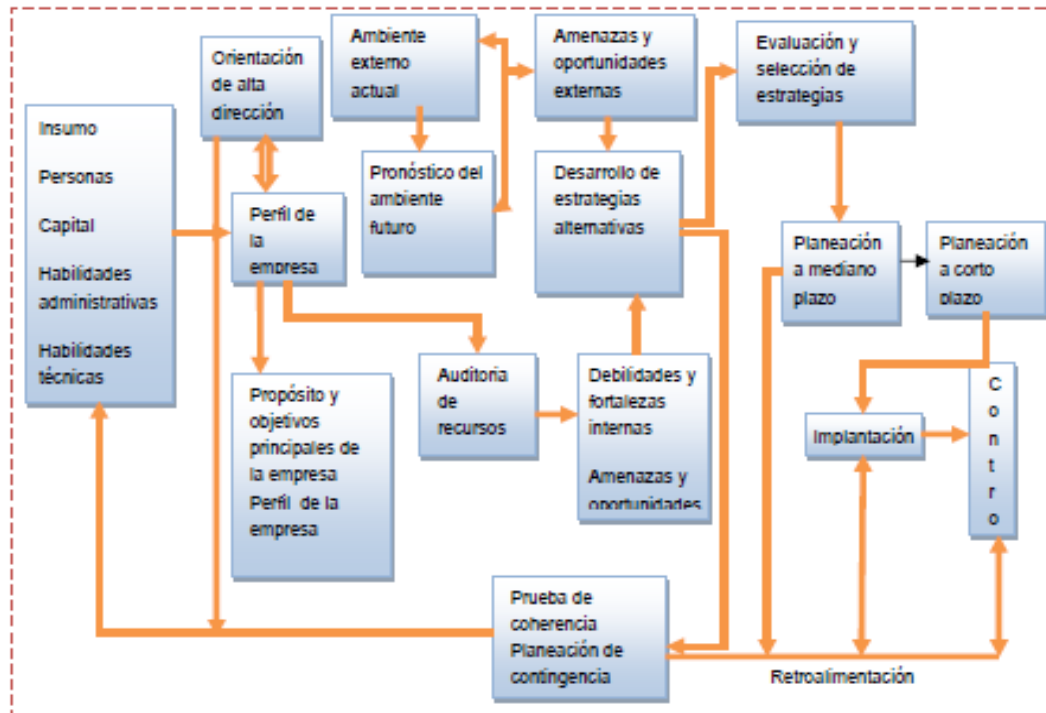 Insumo
Personas
Capital
Habilidades
administrativas
Habilidades
técnicas
Orientación
de alta
dirección
Perfil de
la
empresa
Propósito y
objetivos
principales de
la empresa
Perfil de la
empresa
Ambiente
externo
actual
Pronóstico del
ambiente
futuro
Auditoria
de
recursos
Amenazas y
oportunidades
externas
Desarrollo de
estrategias
alternativas
Debilidades y
fortalezas
internas
Amenazas y
oportunidades
Prueba de
coherencia
Planeación de
contingencia
Evaluación y
selección de
estrategias
Planeación
a mediano
plazo
Planeación
a corto
plazo
Implantación
C
o
n
t
r
o
Retroalimentación